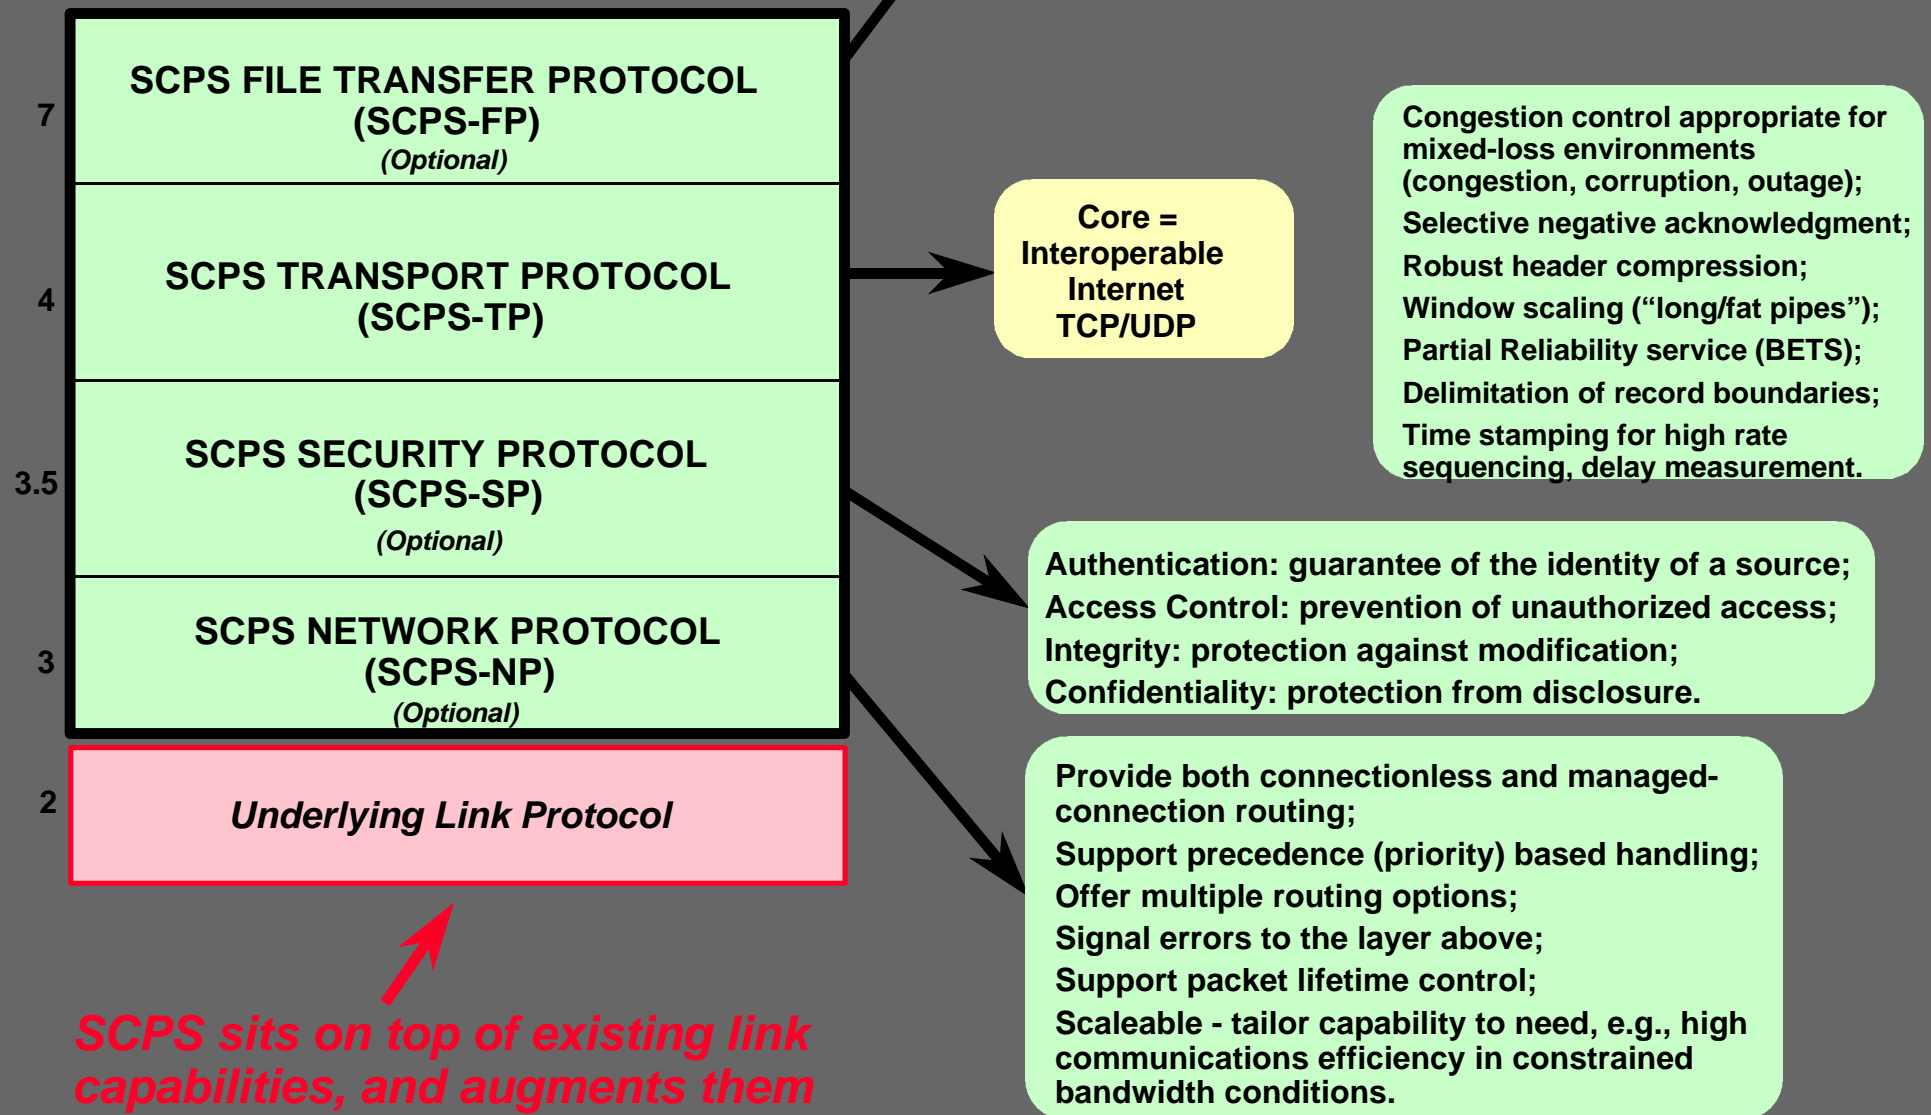 7
SCPS FILE TRANSFER PROTOCOL
(SCPS-FP)
(Optional)
4
SCPS TRANSPORT PROTOCOL
(SCPS-TP)
3.5
SCPS SECURITY PROTOCOL
(SCPS-SP)
(Optional)
3
SCPS NETWORK PROTOCOL
(SCPS-NP)
(Optional)
2
Underlying Link Protocol
SCPS sits on top of existing link
capabilities, and augments them
Core =
Interoperable
Internet
TCP/UDP
Congestion control appropriate for
mixed-loss environments
(congestion, corruption, outage);
Selective negative acknowledgment;
Robust header compression;
Window scaling (“long/fat pipes”);
Partial Reliability service (BETS);
Delimitation of record boundaries;
Time stamping for high rate
sequencing, delay measurement.
Authentication: guarantee of the identity of a source;
Access Control: prevention of unauthorized access;
Integrity: protection against modification;
Confidentiality: protection from disclosure.
Provide both connectionless and managed-
connection routing;
Support precedence (priority) based handling;
Offer multiple routing options;
Signal errors to the layer above;
Support packet lifetime control;
Scaleable - tailor capability to need, e.g., high
communications efficiency in constrained
bandwidth conditions.